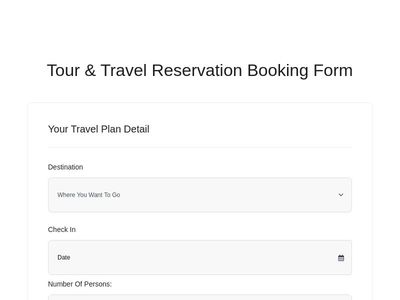 Tour & Travel Reservation Booking Form
Your Travel Plan Detail
Destination
Where You Want To Go
Check In
Date
Number Of Persons: